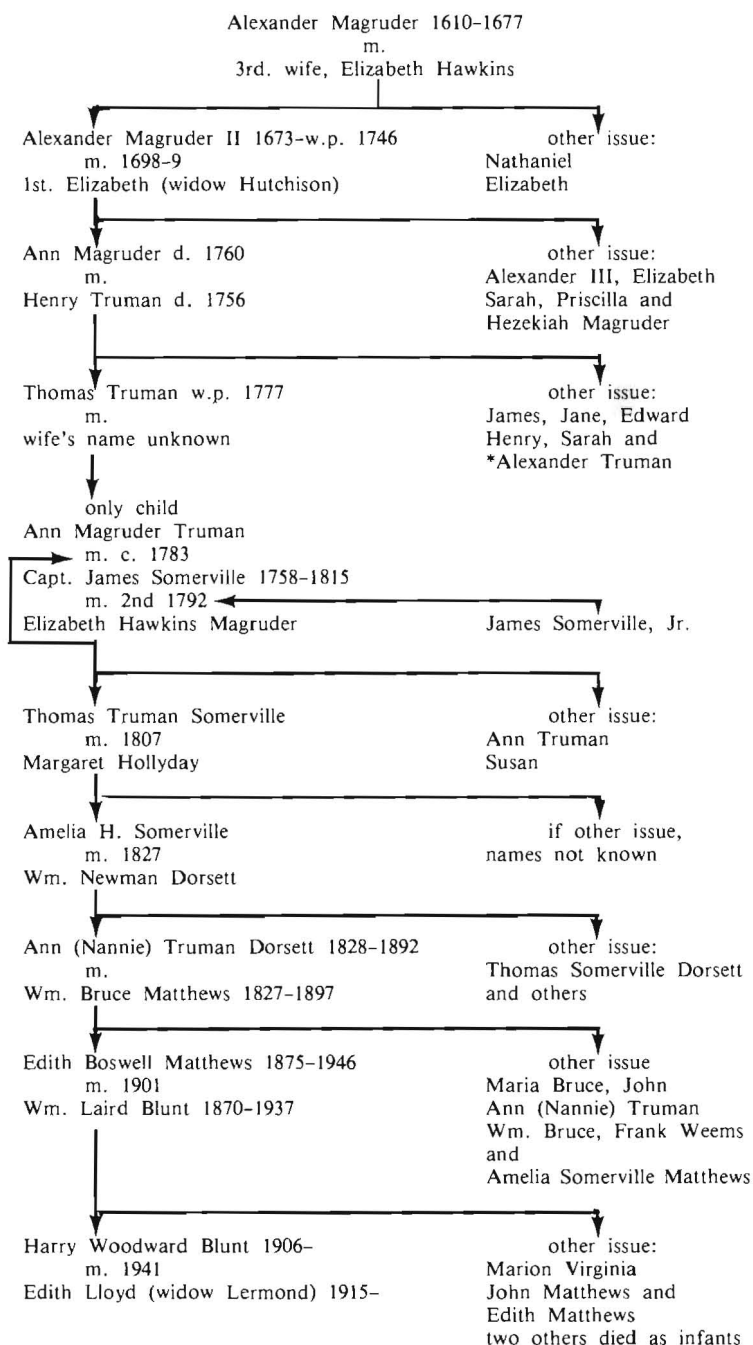 Alexander Magruder 1610-1677
m.
3rd. wife, Elizabeth Hawkins
Alexander Magruder II 1673-w.p. 1746
m. 1698-9
1st. Elizabeth (widow Hutchison)
other issue:
Nathaniel
Elizabeth
Ann Magruder d. 1760
m.
Henry Truman d. 1756
other issue:
Alexander III, Elizabeth
Sarah, Priscilla and
Hezekiah Magruder
Thomas Truman w.p. 1777
m.
wife's name unknown
other issue:
James, Jane, Edward
Henry, Sarah and
*Alexander Truman
only child
Ann Magruder Truman
m. c. 1783
Capt. James Somerville 1758-1815
m. 2nd 1792
Elizabeth Hawkins Magruder
James Somerville, Jr.
Thomas Truman Somerville
m. 1807
Margaret Hollyday
other issue:
Ann Truman
Susan
Amelia H. Somerville
m. 1827
Wm. Newman Dorsett
if other issue,
names not known
Ann (Nannie) Truman Dorsett 1828-1892
m.
Wm. Bruce Matthews 1827-1897
other issue:
Thomas Somerville Dorsett
and others
Edith Boswell Matthews 1875-1946
m. 1901
Wm. Laird Blunt 1870-1937
other issue
Maria Bruce, John
Ann (Nannie) Truman
Wm. Bruce, Frank Weems
and
Amelia Somerville Matthews
Harry Woodward Blunt 1906-
m. 1941
Edith Lloyd (widow Lermond) 1915-
other issue:
Marion Virginia
John Matthews and
Edith Matthews
two others died as infants